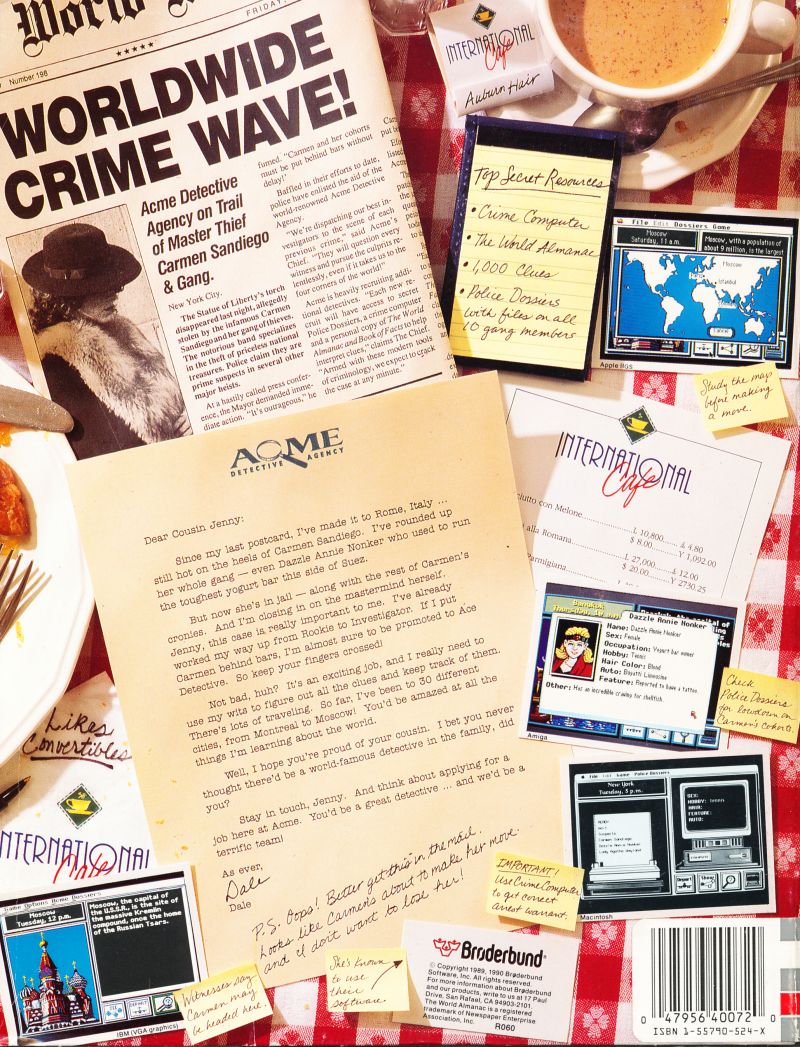 World
FRIDAY,
Number 198
WORLDWIDE
CRIME WAVE!
Acme Detective
Agency on Trail
of Master Thief
Carmen Sandiego
& Gang.
New York City.
The Statue of Liberty's torch
disappeared last night, allegedly
stolen by the infamous Carmen
Sandiego and her gang of thieves.
The notorious band specializes
in the theft of priceless national
treasures. Police claim they are
prime suspects in several other
major heists.
At a hastily called press confer-
ence, the Mayor demanded imme-
diate action. "It's outrageous," he
fumed. "Carmen and her cohorts
must be put behind bars without
delay!"
Baffled in their efforts to date,
police have enlisted the aid of the
world-renowned Acme Detective
Agency.
"We're dispatching our best in-
vestigators to the scene of each
previous crime," said Acme's
Chief. "They will question every
witness and pursue the culprits re-
lentlessly, even if it takes us to the
four corners of the world!"
Acme is heavily recruiting addi-
tional detectives. "Each new re-
cruit will have access to secret
Police Dossiers, a crime computer
and a personal copy of The World
Almanac and Book of Facts to help
interpret clues," claims The Chief.
"Armed with these modern tools
of criminology, we expect to crack
the case at any minute."
INTERNATIONAL
Cafe
Auburn Hair
Top Secret Resources
• Crime Computer
• The World Almanac
• 1,000 Clues
• Police Dossiers
with files on all
10 gang members
File Edit Dossiers Game
Moscow
Saturday, 11 a.m.
Moscow, with a population of
about 9 million, is the largest
Moscow
Istanbul
Apple IIGS
Study the map
before making
a move.
INTERNATIONAL
Cafe
ciutto con Melone
L 10,800
£ 4.80
$ 8.00
Y 1,092.00
alla Romana
L 27,000
£ 12.00
$ 20.00
Y 2730.25
Parmigiana
ACME
DETECTIVE AGENCY
Dear Cousin Jenny:
Since my last postcard, I've made it to Rome, Italy ...
still hot on the heels of Carmen Sandiego. I've rounded up
her whole gang — even Dazzle Annie Nonker who used to run
the toughest yogurt bar this side of Suez.
But now she's in jail — along with the rest of Carmen's
cronies. And I'm closing in on the mastermind herself.
Jenny, this case is really important to me. I've already
worked my way up from Rookie to Investigator. If I put
Carmen behind bars, I'm almost sure to be promoted to Ace
Detective. So keep your fingers crossed!
Not bad, huh? It's an exciting job, and I really need to
use my wits to figure out all the clues and keep track of them.
There's lots of traveling. So far, I've been to 30 different
cities, from Montreal to Moscow! You'd be amazed at all the
things I'm learning about the world.
Well, I hope you're proud of your cousin. I bet you never
thought there'd be a world-famous detective in the family, did
you?
Stay in touch, Jenny. And think about applying for a
job here at Acme. You'd be a great detective ... and we'd be a
terrific team!
As ever,
Dale
Dale
P.S. Oops! Better get this in the mail.
Looks like Carmen's about to make her move.
and I don't want to lose her!
Bangkok
Dazzle Annie Nonker
Name: Dazzle Annie Nonker
Sex: Female
Occupation: Yogurt bar owner
Hobby: Tennis
Hair Color: Blond
Auto: Bayatti Limousine
Feature: Reported to have a tattoo.
Other: Has an incredible craving for shellfish.
Amiga
Check
Police Dossiers
for lowdown on
Carmen's cohorts.
File Edit Game Police Dossiers
New York
Tuesday, 3 p.m.
Suspects
Carmen Sandiego
Dazzle Annie Nonker
Lady Agatha Wayland
SEX:
HOBBY: tennis
HAIR:
FEATURE:
AUTO:
Macintosh
IMPORTANT!
Use Crime Computer
to get correct
arrest warrant.
Likes
Convertibles
INTERNATIONAL
Cafe
Game Options Acme Dossiers
Moscow
Tuesday, 12 p.m.
Moscow, the capital of
the U.S.S.R., is the site of
the massive Kremlin
compound, once the home
of the Russian Tsars.
IBM (VGA graphics)
Witnesses say
Carmen may
be headed here.
She's known
to use
their
software.
Brøderbund®
© Copyright 1989, 1990 Brøderbund
Software, Inc. All rights reserved.
For more information about Brøderbund
and our products, write to us at 17 Paul
Drive, San Rafael, CA 94903-2101.
The World Almanac is a registered
trademark of Newspaper Enterprise
Association, Inc.
R060
0 47956 40072 0
ISBN 1-55790-524-X